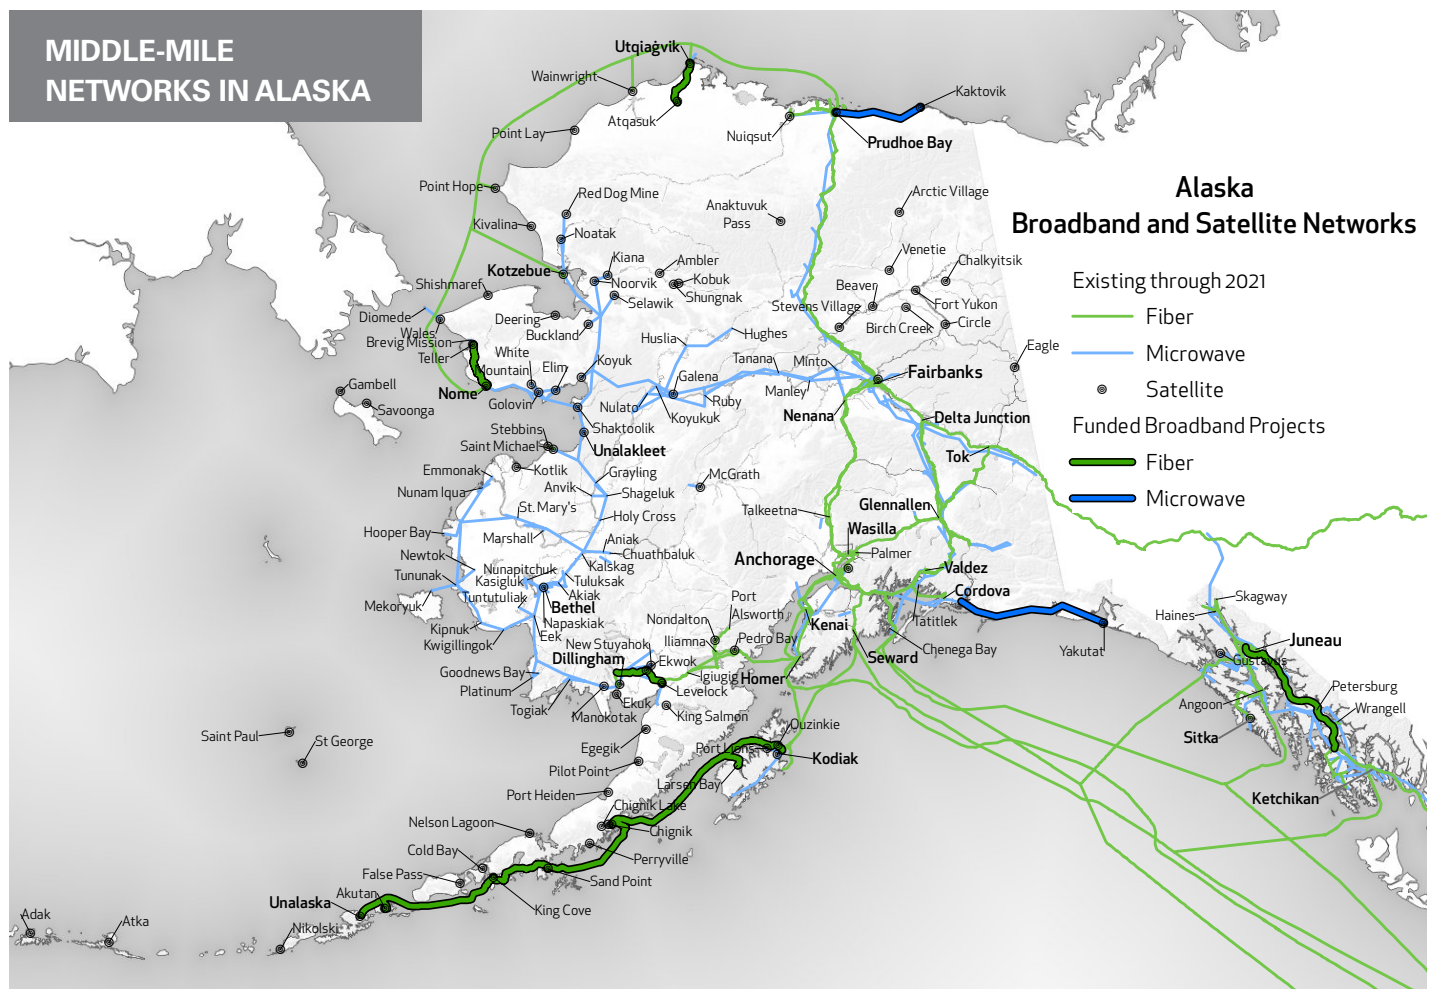 MIDDLE-MILE
NETWORKS IN ALASKA
Alaska
Broadband and Satellite Networks
Existing through 2021
Fiber
Microwave
Satellite
Funded Broadband Projects
Fiber
Microwave
Utqiaġvik
Wainwright
Atqasuk
Point Lay
Nuiqsut
Kaktovik
Prudhoe Bay
Point Hope
Red Dog Mine
Kivalina
Noatak
Anaktuvuk
Pass
Arctic Village
Kotzebue
Kiana
Noorvik
Selawik
Ambler
Kobuk
Shungnak
Venetie
Chalkyitsik
Beaver
Fort Yukon
Stevens Village
Birch Creek
Circle
Shishmaref
Deering
Buckland
Diomede
Wales
Brevig Mission
Teller
White
Mountain
Elim
Koyuk
Huslia
Hughes
Tanana
Minto
Eagle
Fairbanks
Gambell
Savoonga
Nome
Golovin
Nulato
Galena
Koyukuk
Ruby
Manley
Nenana
Delta Junction
Shaktoolik
Stebbins
Saint Michael
Unalakleet
Tok
Emmonak
Kotlik
Grayling
McGrath
Nunam Iqua
Anvik
Shageluk
St. Mary's
Holy Cross
Talkeetna
Glennallen
Wasilla
Hooper Bay
Marshall
Aniak
Chuathbaluk
Palmer
Newtok
Nunapitchuk
Kalskag
Anchorage
Valdez
Tununak
Kasigluk
Tuluksak
Akiak
Cordova
Mekoryuk
Tuntutuliak
Bethel
Port
Alsworth
Napaskiak
Nondalton
Kenai
Tatitlek
Kipnuk
Eek
Kwigillingok
New Stuyahok
Iliamna
Pedro Bay
Seward
Chenega Bay
Yakutat
Haines
Skagway
Juneau
Gustavus
Dillingham
Ekwok
Goodnews Bay
Platinum
Igiugig
Homer
Levelock
Togiak
Manokotak
Ekuk
King Salmon
Petersburg
Wrangell
Angoon
Sitka
Ketchikan
Saint Paul
St George
Egegik
Ouzinkie
Port Lions
Kodiak
Pilot Point
Larsen Bay
Port Heiden
Chignik Lake
Nelson Lagoon
Chignik
Cold Bay
Perryville
False Pass
Sand Point
Akutan
Unalaska
King Cove
Adak
Atka
Nikolski